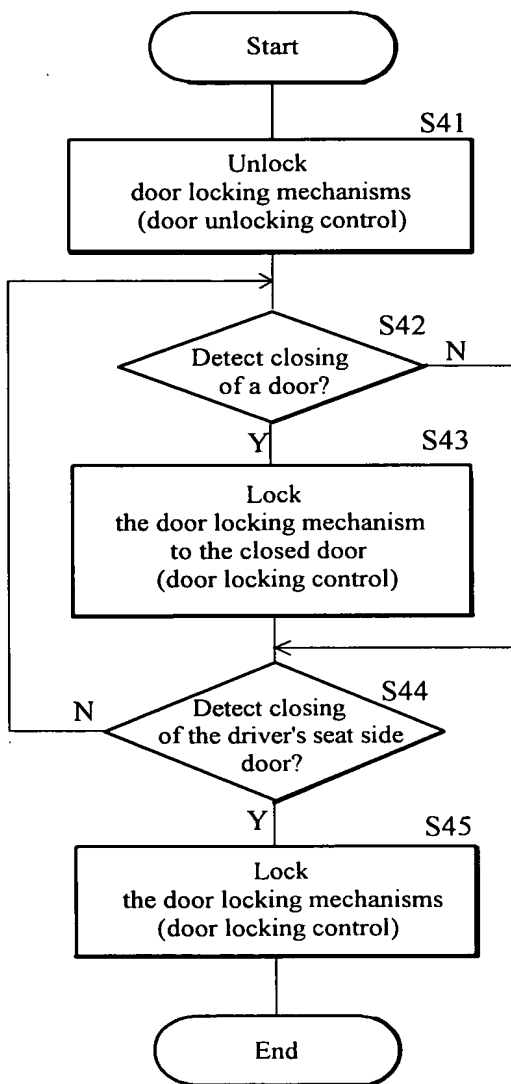 Start
S41
Unlock
door locking mechanisms
(door unlocking control)
S42
Detect closing
of a door?
N
Y
S43
Lock
the door locking mechanism
to the closed door
(door locking control)
S44
N
Detect closing
of the driver's seat side
door?
Y
S45
Lock
the door locking mechanisms
(door locking control)
End